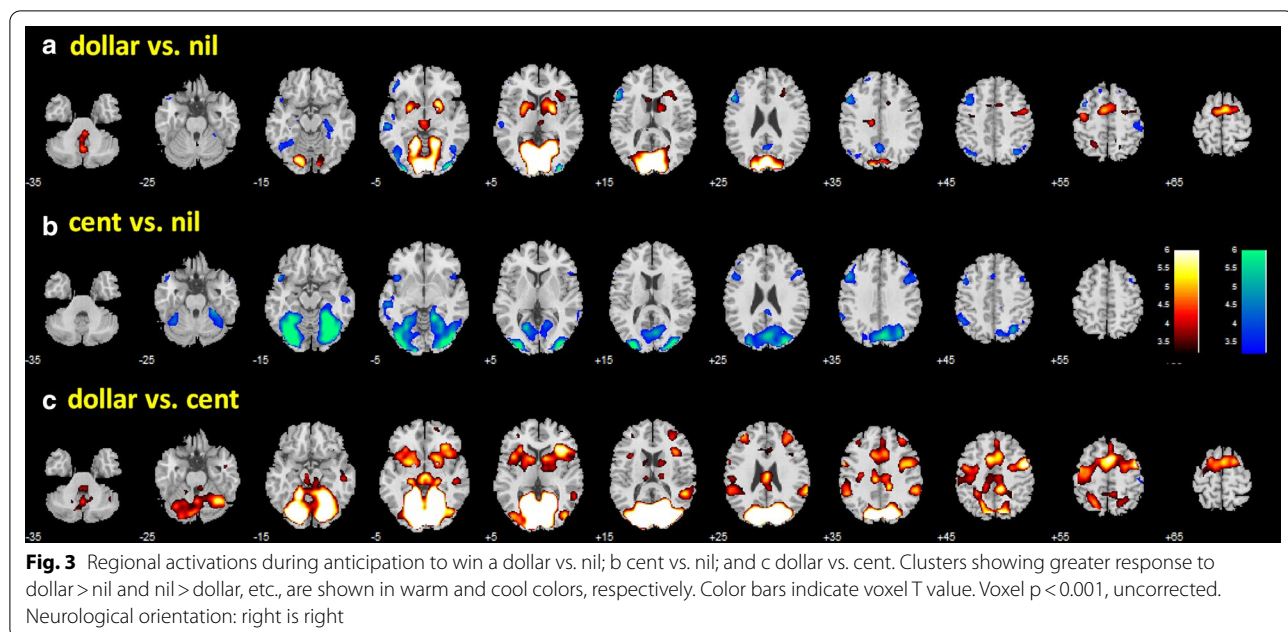 a dollar vs. nil
-35 -25 -15 -5 +5 +15 +25 +35 +45 +55 +65
b cent vs. nil
6 6
5.5 5.5
5 5
4.5 4.5
4 4
3.5 3.5
-35 -25 -15 -5 +5 +15 +25 +35 +45 +55
c dollar vs. cent
-35 -25 -15 -5 +5 +15 +25 +35 +45 +55 +65
Fig. 3 Regional activations during anticipation to win a dollar vs. nil; b cent vs. nil; and c dollar vs. cent. Clusters showing greater response to
dollar > nil and nil > dollar, etc., are shown in warm and cool colors, respectively. Color bars indicate voxel T value. Voxel p < 0.001, uncorrected.
Neurological orientation: right is right